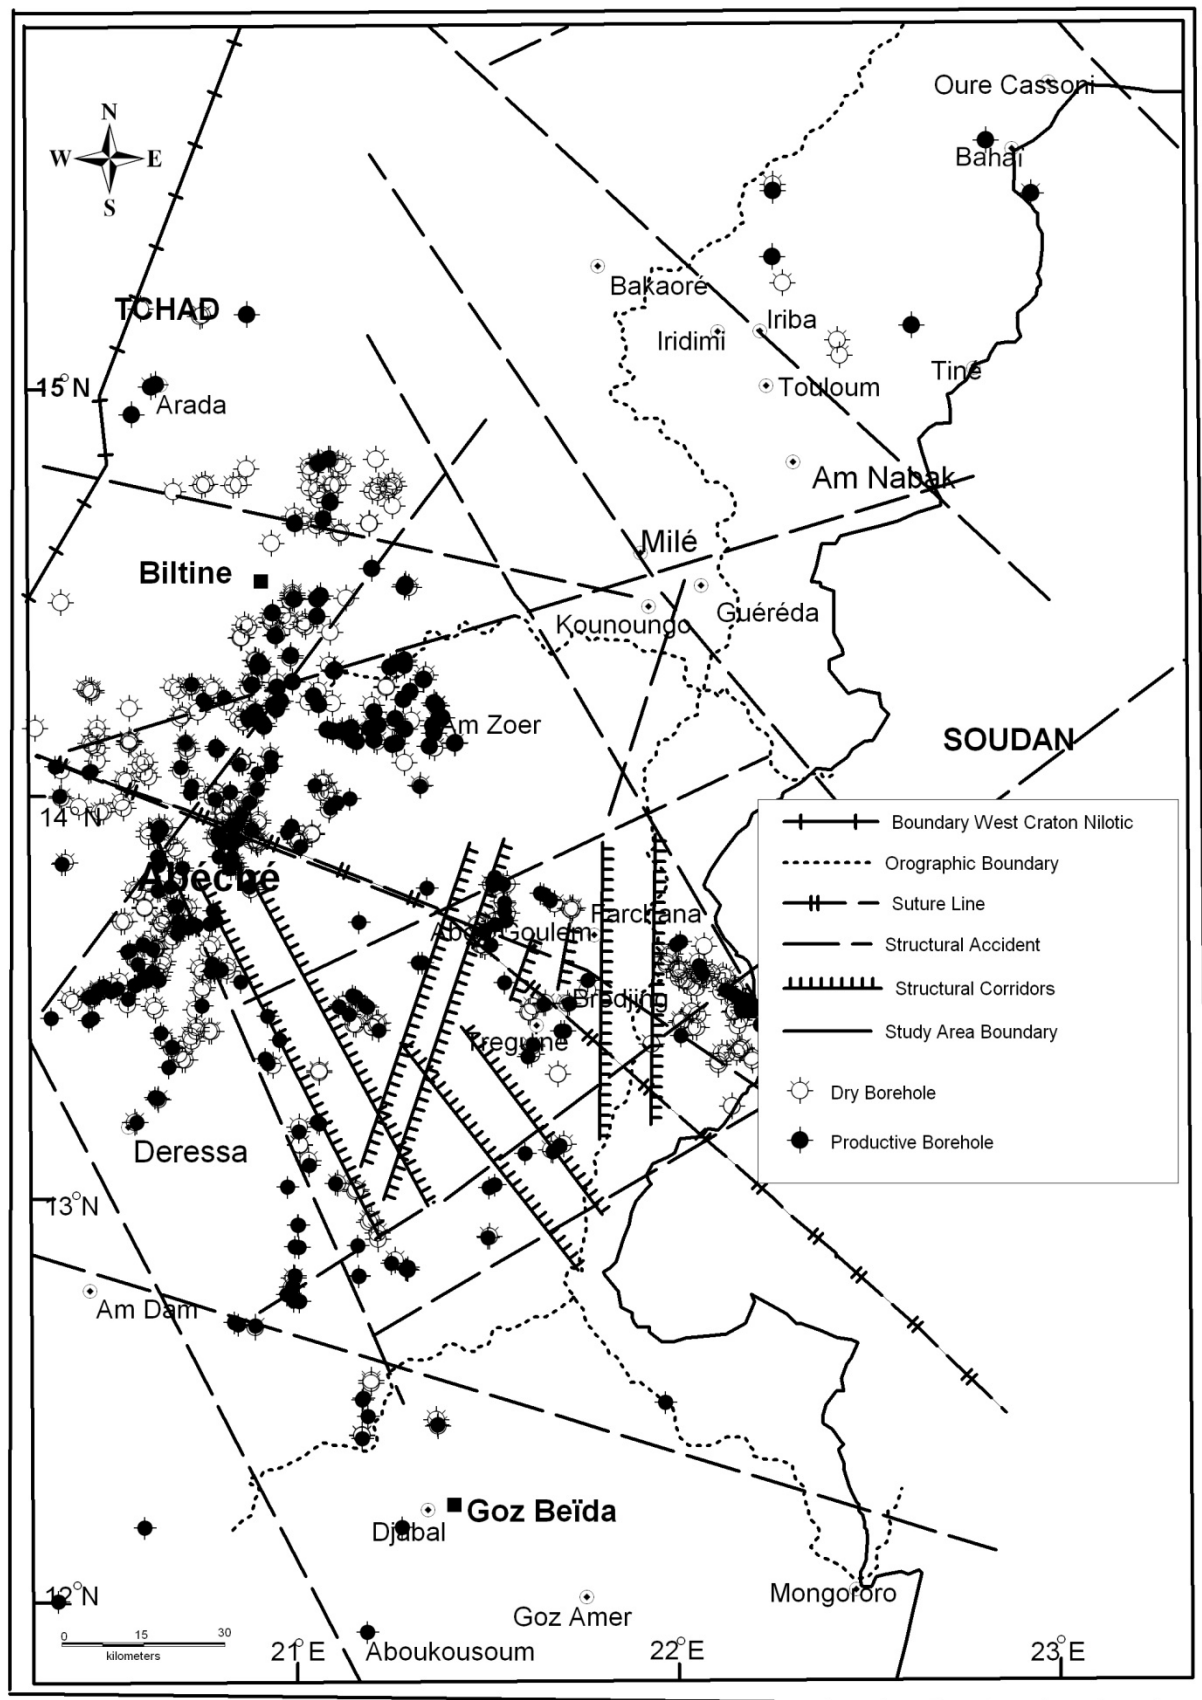 Oure Cassoni
N
W E
S
Bahaï
Bakaoré
TCHAD
Iriba
Iridimi
Tiné
15°N
Touloum
Arada
Am Nabak
Milé
Biltine
Kounoungo
Guéréda
Am Zoer
SOUDAN
14° N
Boundary West Craton Nilotic
Orographic Boundary
Abéché
Suture Line
Farchana
Abou Goulem
Structural Accident
Structural Corridors
Bredjing
Study Area Boundary
Treguine
Dry Borehole
Productive Borehole
Deressa
13°N
Am Dam
Goz Beïda
Djabal
Mongororo
12°N
Goz Amer
0 15 30
kilometers
Aboukousoum
21°E
22°E
23°E